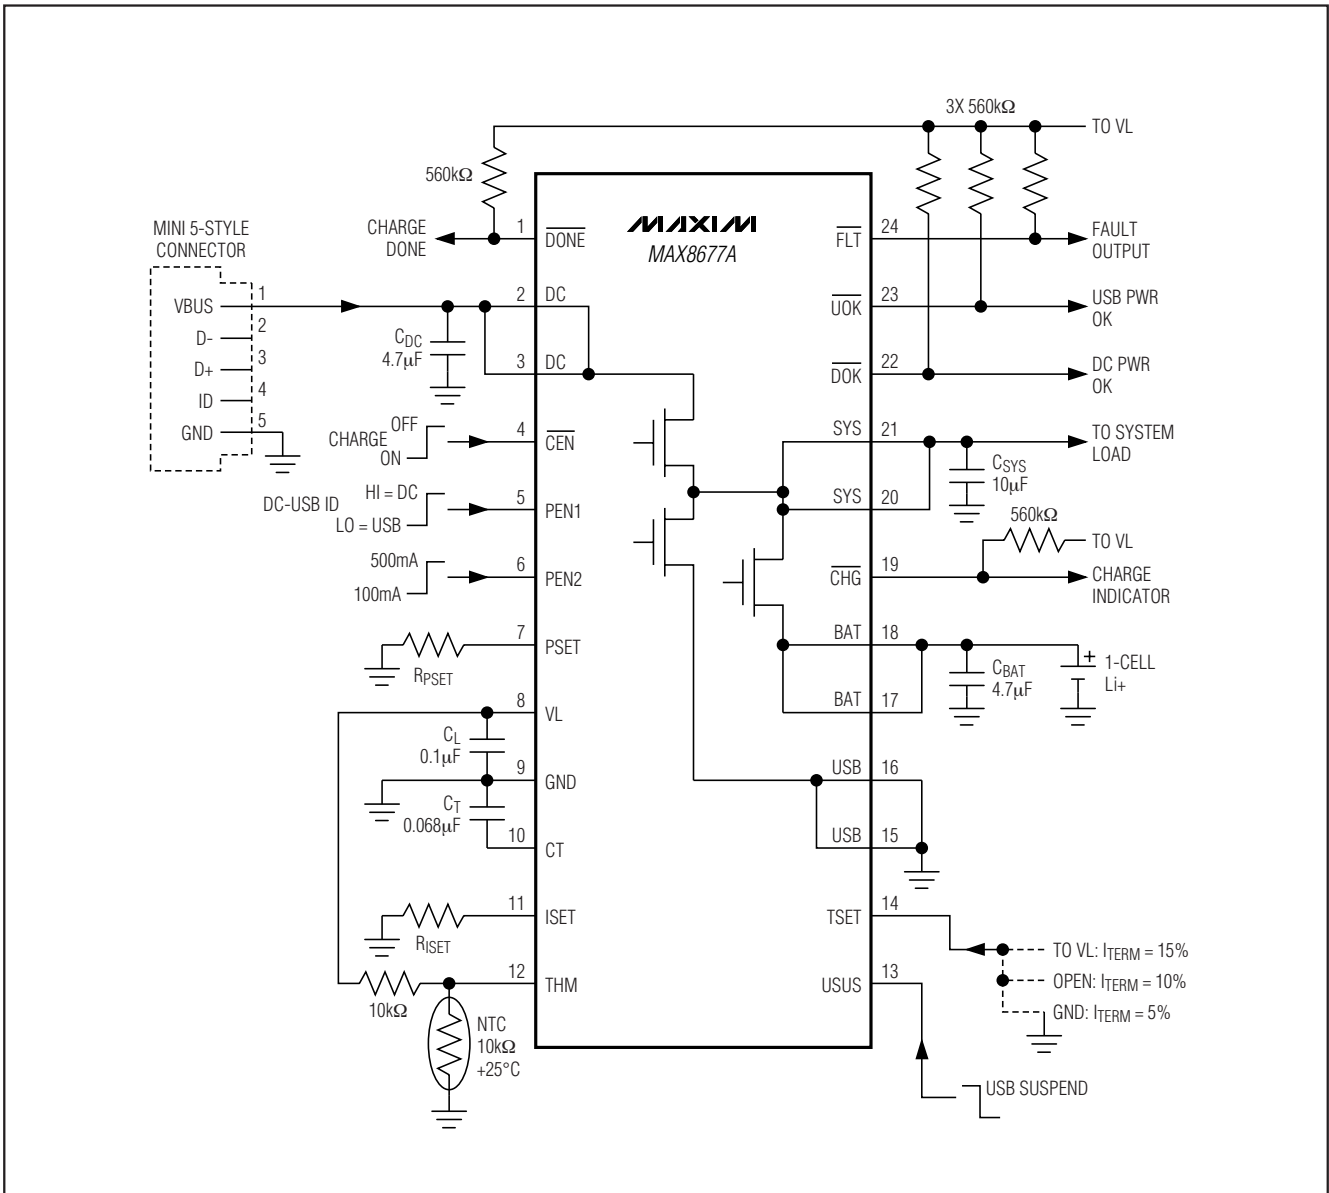 3X 560kΩ
TO VL
560kΩ
MINI 5-STYLE
CONNECTOR
VBUS
1
D-
2
D+
3
ID
4
GND
5
CHARGE
DONE
CDC
4.7µF
CHARGE
OFF
ON
DC-USB ID
HI = DC
LO = USB
500mA
100mA
RPSET
CL
0.1µF
CT
0.068µF
RISET
10kΩ
NTC
10kΩ
+25°C
MAXIM
MAX8677A
1
DONE
2
DC
3
DC
4
CEN
5
PEN1
6
PEN2
7
PSET
8
VL
9
GND
10
CT
11
ISET
12
THM
FLT
24
UOK
23
DOK
22
SYS
21
SYS
20
CHG
19
BAT
18
BAT
17
USB
16
USB
15
TSET
14
USUS
13
FAULT
OUTPUT
USB PWR
OK
DC PWR
OK
TO SYSTEM
LOAD
CSYS
10µF
560kΩ
TO VL
CHARGE
INDICATOR
CBAT
4.7µF
+
1-CELL
Li+
TO VL: ITERM = 15%
OPEN: ITERM = 10%
GND: ITERM = 5%
USB SUSPEND